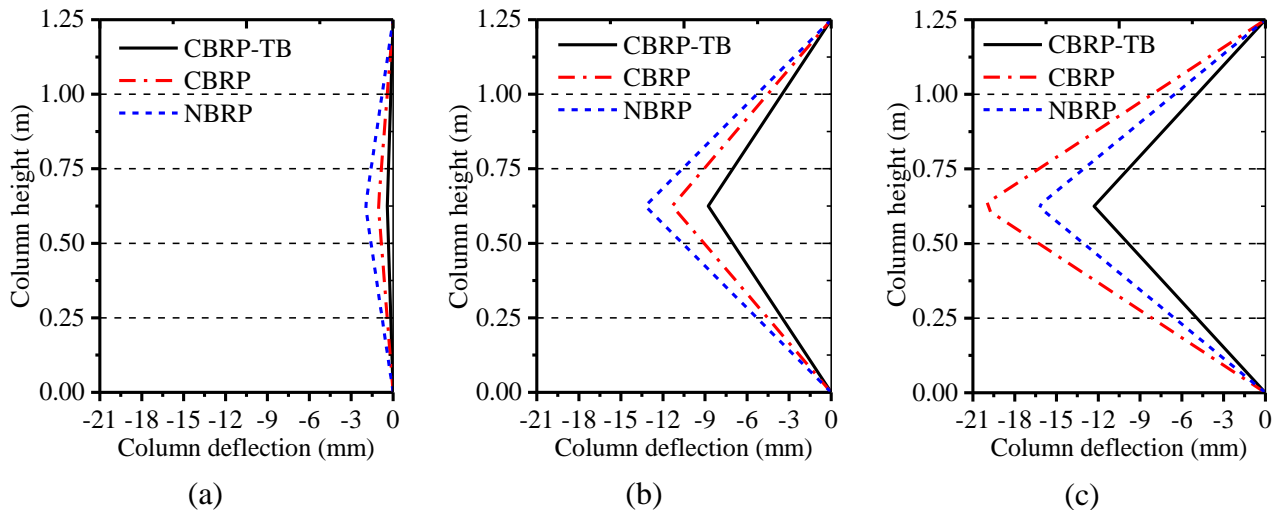 1.25
1.00
0.75
0.50
0.25
0.00
Column height (m)
CBRP-TB
CBRP
NBRP
-21 -18 -15 -12 -9 -6 -3 0
Column deflection (mm)
(a)
1.25
1.00
0.75
0.50
0.25
0.00
Column height (m)
CBRP-TB
CBRP
NBRP
-21 -18 -15 -12 -9 -6 -3 0
Column deflection (mm)
(b)
1.25
1.00
0.75
0.50
0.25
0.00
Column height (m)
CBRP-TB
CBRP
NBRP
-21 -18 -15 -12 -9 -6 -3 0
Column deflection (mm)
(c)